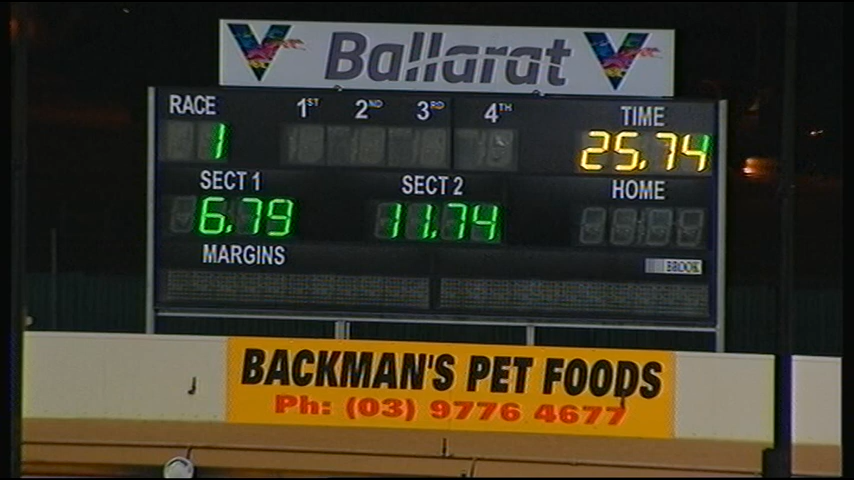 Ballarat
RACE 1ST 2ND 3RD 4TH TIME
1 25.74
SECT 1 SECT 2 HOME
6.79 11.74
MARGINS
BROOK
BACKMAN'S PET FOODS
Ph: (03) 9776 4677